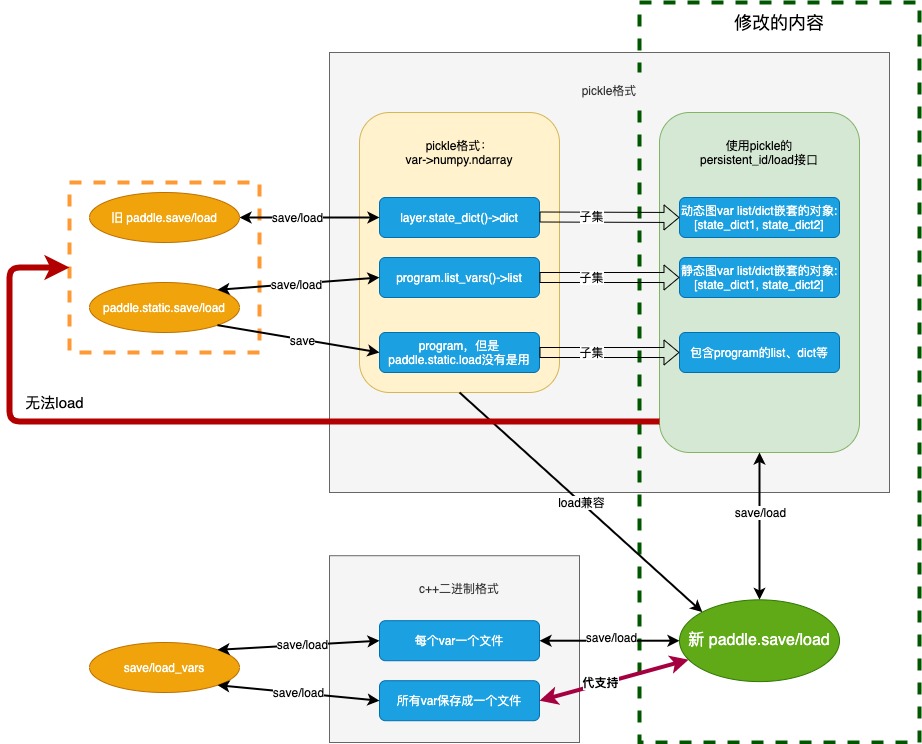 修改的内容
pickle格式
pickle格式：
var->numpy.ndarray
使用pickle的
persistent_id/load接口
旧 paddle.save/load
save/load
layer.state_dict()->dict
子集
动态图var list/dict嵌套的对象:
[state_dict1, state_dict2]
paddle.static.save/load
save/load
program.list_vars()->list
子集
静态图var list/dict嵌套的对象:
[state_dict1, state_dict2]
save
program，但是
paddle.static.load没有是用
子集
包含program的list、dict等
无法load
load兼容
save/load
c++二进制格式
save/load_vars
save/load
每个var一个文件
save/load
新 paddle.save/load
save/load
所有var保存成一个文件
代支持